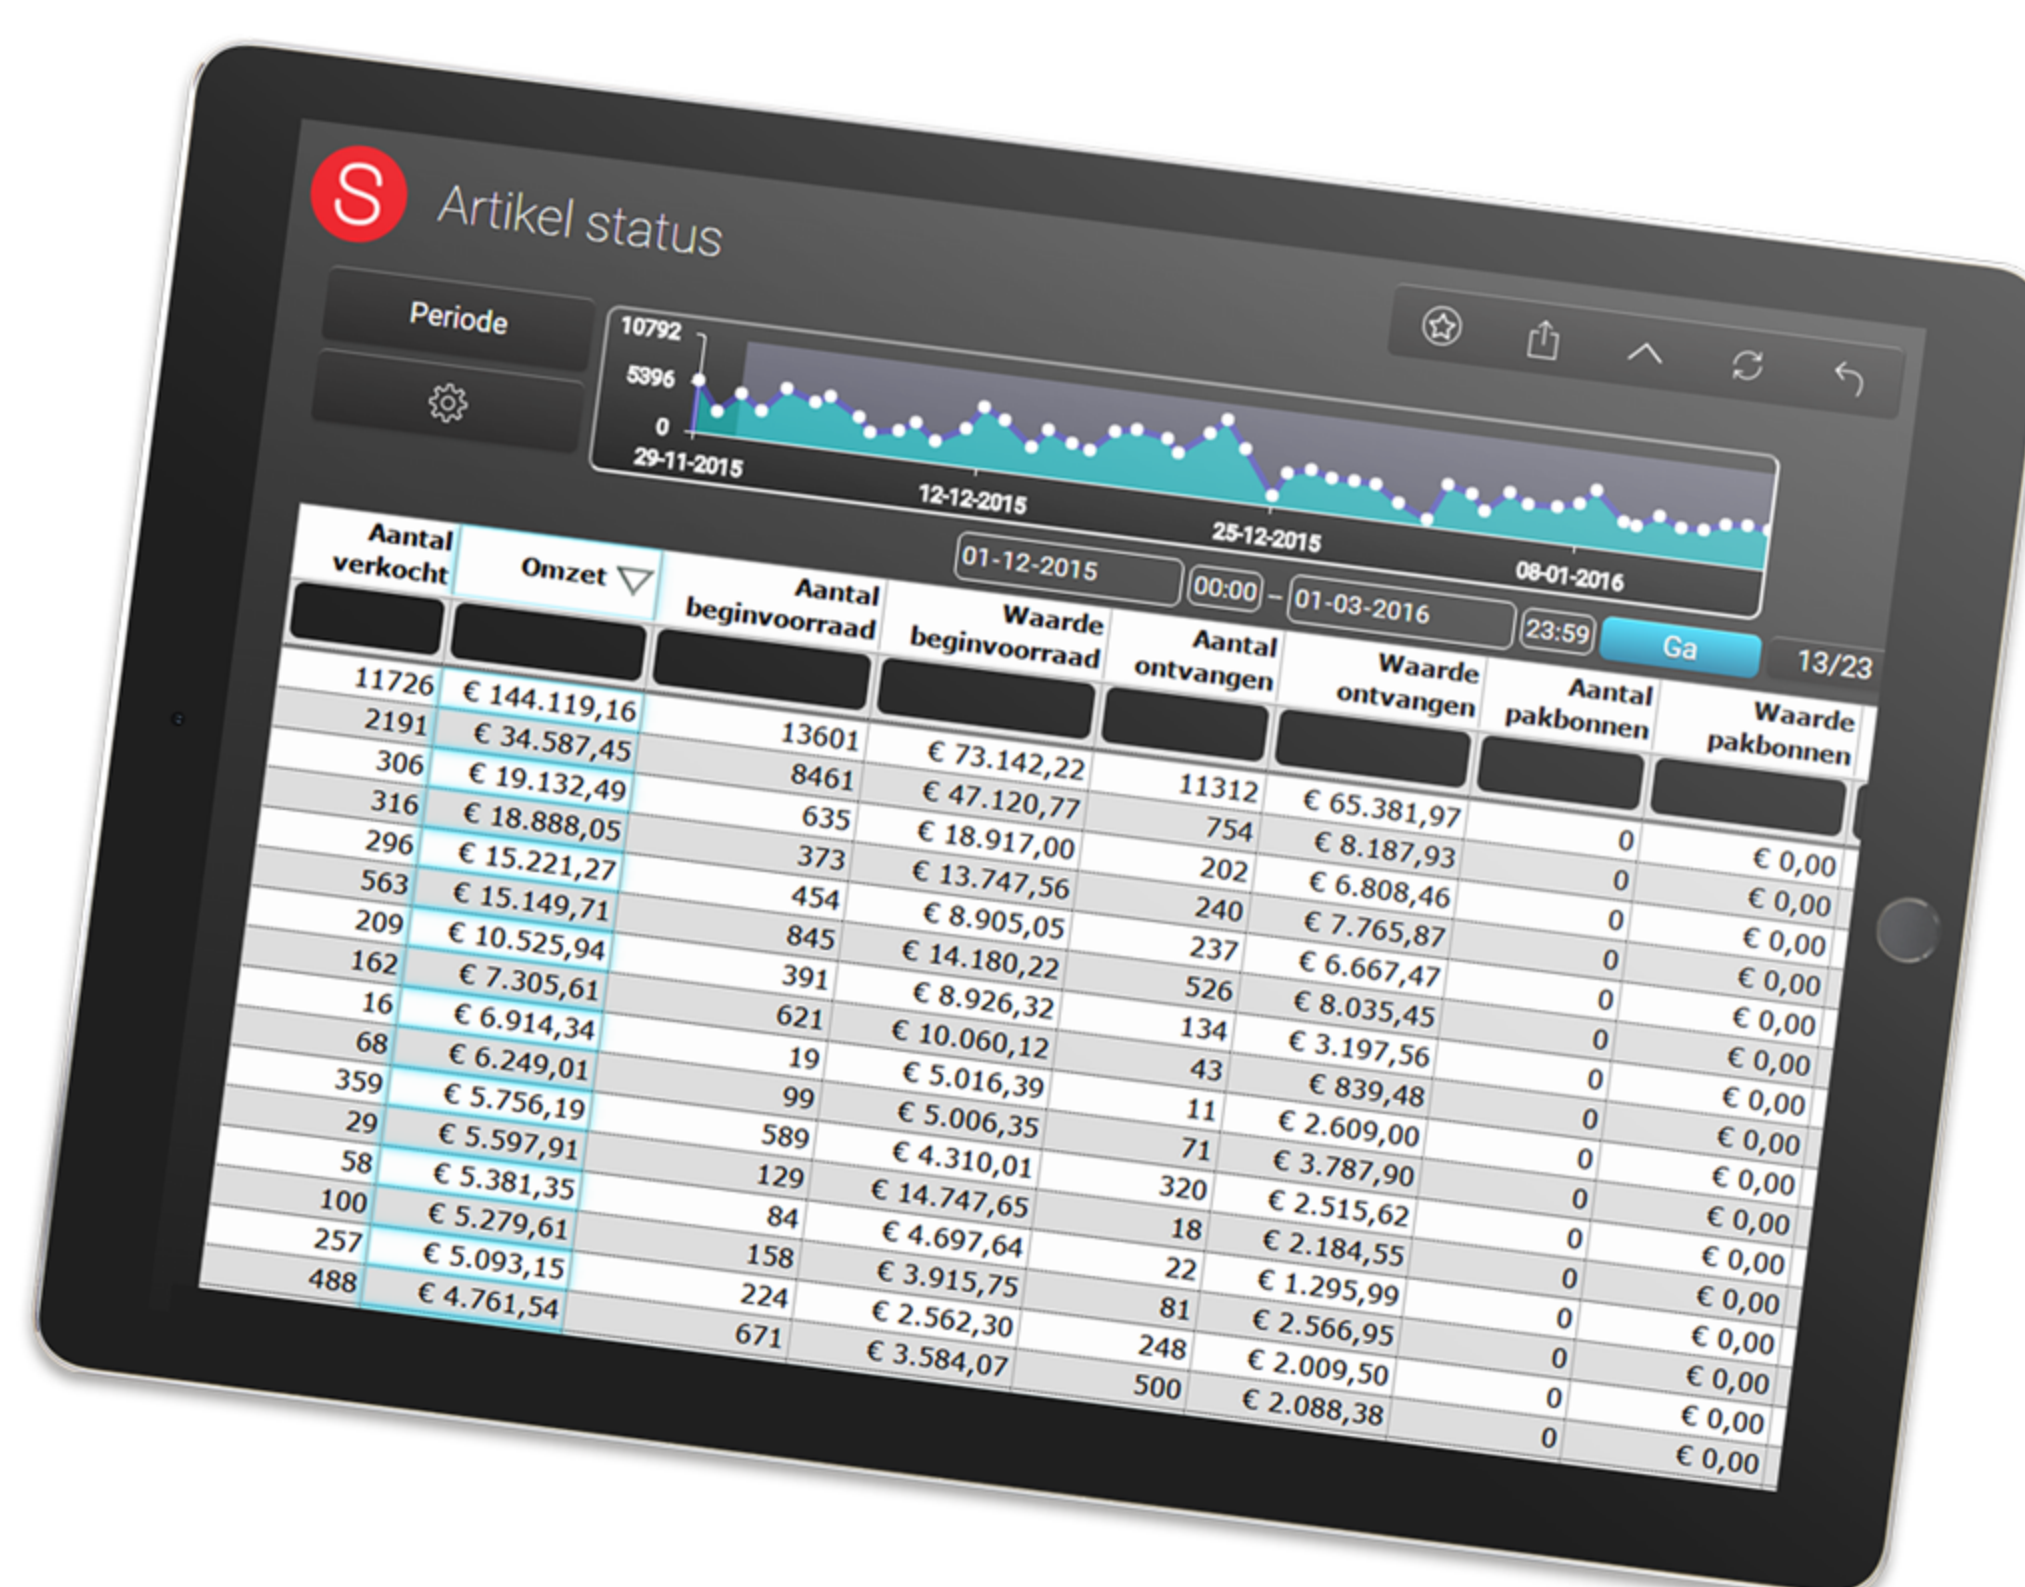 S Artikel status
Periode
10792
5396
0
29-11-2015 12-12-2015 25-12-2015 08-01-2016
01-12-2015 00:00 – 01-03-2016 23:59 Ga 13/23
Aantal verkocht Omzet Aantal beginvoorraad Waarde beginvoorraad Aantal ontvangen Waarde ontvangen Aantal pakbonnen Waarde pakbonnen
11726 € 144.119,16 13601 € 73.142,22 11312 € 65.381,97 0 € 0,00
2191 € 34.587,45 8461 € 47.120,77 754 € 8.187,93 0 € 0,00
306 € 19.132,49 635 € 18.917,00 202 € 6.808,46 0 € 0,00
316 € 18.888,05 373 € 13.747,56 240 € 7.765,87 0 € 0,00
296 € 15.221,27 454 € 8.905,05 237 € 6.667,47 0 € 0,00
563 € 15.149,71 845 € 14.180,22 526 € 8.035,45 0 € 0,00
209 € 10.525,94 391 € 8.926,32 134 € 3.197,56 0 € 0,00
162 € 7.305,61 621 € 10.060,12 43 € 839,48 0 € 0,00
16 € 6.914,34 19 € 5.016,39 11 € 2.609,00 0 € 0,00
68 € 6.249,01 99 € 5.006,35 71 € 3.787,90 0 € 0,00
359 € 5.756,19 589 € 4.310,01 320 € 2.515,62 0 € 0,00
29 € 5.597,91 129 € 14.747,65 18 € 2.184,55 0 € 0,00
58 € 5.381,35 84 € 4.697,64 22 € 1.295,99 0 € 0,00
100 € 5.279,61 158 € 3.915,75 81 € 2.566,95 0 € 0,00
257 € 5.093,15 224 € 2.562,30 248 € 2.009,50 0 € 0,00
488 € 4.761,54 671 € 3.584,07 500 € 2.088,38 0 € 0,00